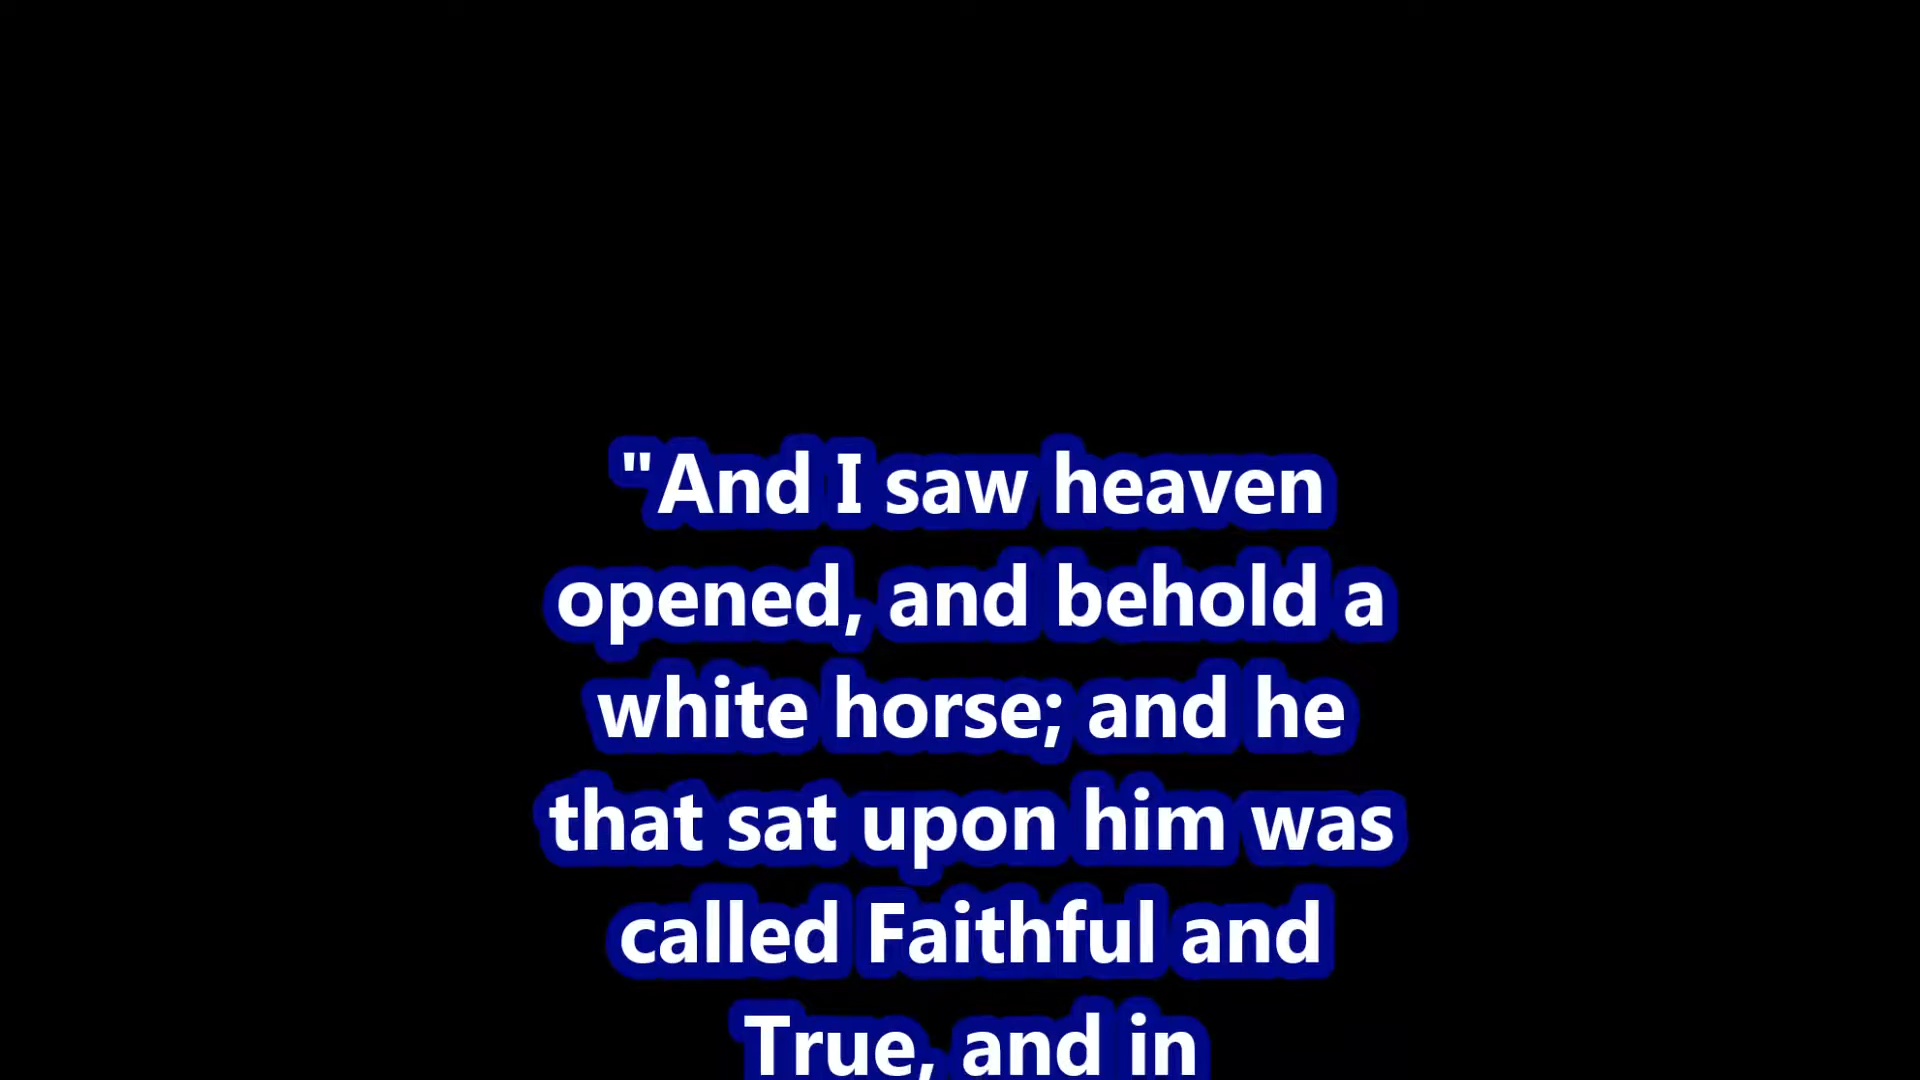 "And I saw heaven
opened, and behold a
white horse; and he
that sat upon him was
called Faithful and
True, and in